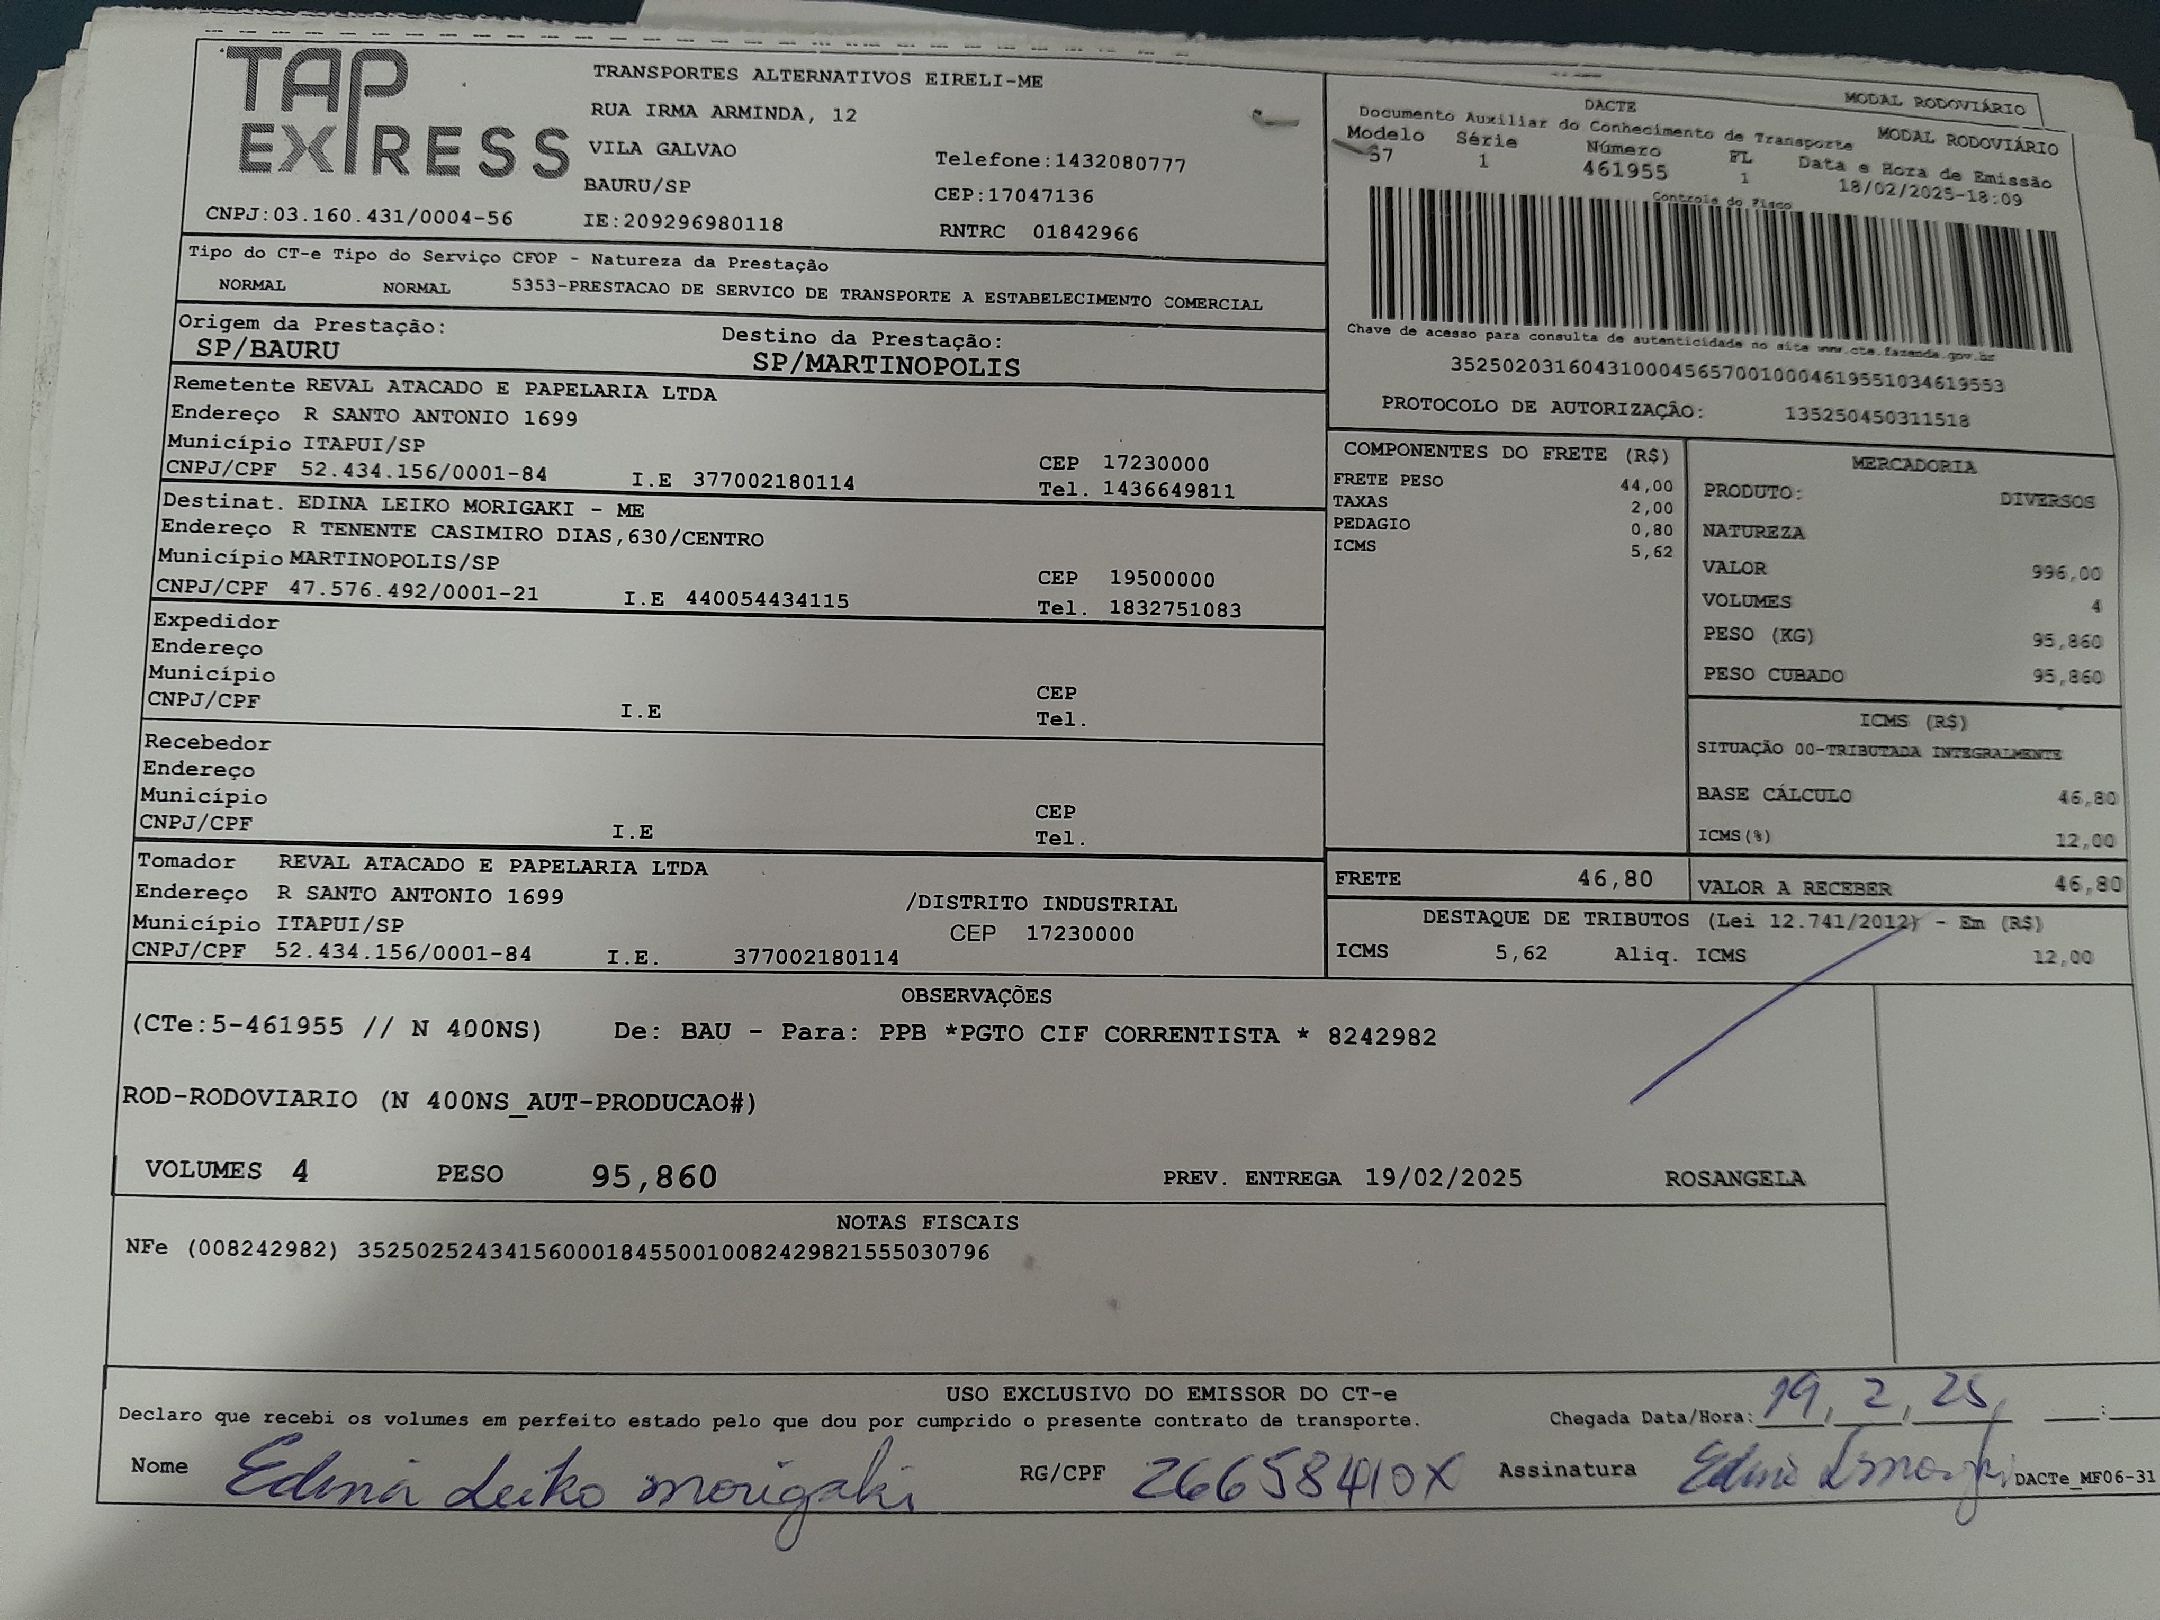 TAP
EXPRESS
TRANSPORTES ALTERNATIVOS EIRELI-ME
RUA IRMA ARMINDA, 12
VILA GALVAO
Telefone:1432080777
BAURU/SP
CEP:17047136
CNPJ:03.160.431/0004-56
IE:209296980118
RNTRC 01842966
MODAL RODOVIÁRIO
DACTE
Documento Auxiliar do Conhecimento de Transporte
MODAL RODOVIÁRIO
Modelo Série Número FL Data e Hora de Emissão
57 1 461955 1 18/02/2025-18:09
Controle do Fisco
Chave de acesso para consulta de autenticidade no site www.cte.fazenda.gov.br
35250203160431000456570010004619551034619553
PROTOCOLO DE AUTORIZAÇÃO: 135250450311518
Tipo do CT-e Tipo do Serviço CFOP - Natureza da Prestação
NORMAL NORMAL 5353-PRESTACAO DE SERVICO DE TRANSPORTE A ESTABELECIMENTO COMERCIAL
Origem da Prestação: Destino da Prestação:
SP/BAURU SP/MARTINOPOLIS
Remetente REVAL ATACADO E PAPELARIA LTDA
Endereço R SANTO ANTONIO 1699
Município ITAPUI/SP CEP 17230000
CNPJ/CPF 52.434.156/0001-84 I.E 377002180114 Tel. 1436649811
Destinat. EDINA LEIKO MORIGAKI - ME
Endereço R TENENTE CASIMIRO DIAS,630/CENTRO
Município MARTINOPOLIS/SP CEP 19500000
CNPJ/CPF 47.576.492/0001-21 I.E 440054434115 Tel. 1832751083
Expedidor
Endereço
Município CEP
CNPJ/CPF I.E Tel.
Recebedor
Endereço
Município CEP
CNPJ/CPF I.E Tel.
Tomador REVAL ATACADO E PAPELARIA LTDA
Endereço R SANTO ANTONIO 1699 /DISTRITO INDUSTRIAL
Município ITAPUI/SP CEP 17230000
CNPJ/CPF 52.434.156/0001-84 I.E. 377002180114
COMPONENTES DO FRETE (R$)
FRETE PESO 44,00
TAXAS 2,00
PEDAGIO 0,80
ICMS 5,62
MERCADORIA
PRODUTO: DIVERSOS
NATUREZA
VALOR 996,00
VOLUMES 4
PESO (KG) 95,860
PESO CUBADO 95,860
ICMS (R$)
SITUAÇÃO 00-TRIBUTADA INTEGRALMENTE
BASE CÁLCULO 46,80
ICMS(%) 12,00
FRETE 46,80 VALOR A RECEBER 46,80
DESTAQUE DE TRIBUTOS (Lei 12.741/2012) - Em (R$)
ICMS 5,62 Aliq. ICMS 12,00
OBSERVAÇÕES
(CTe:5-461955 // N 400NS) De: BAU - Para: PPB *PGTO CIF CORRENTISTA * 8242982
ROD-RODOVIARIO (N 400NS_AUT-PRODUCAO#)
VOLUMES 4 PESO 95,860 PREV. ENTREGA 19/02/2025 ROSANGELA
NOTAS FISCAIS
NFe (008242982) 35250252434156000184550010082429821555030796
USO EXCLUSIVO DO EMISSOR DO CT-e
Declaro que recebi os volumes em perfeito estado pelo que dou por cumprido o presente contrato de transporte. Chegada Data/Hora: 19, 2, 25, :
Nome Edina Leiko Morigaki RG/CPF 26658410X Assinatura Edina L Morigaki DACTe_MF06-31